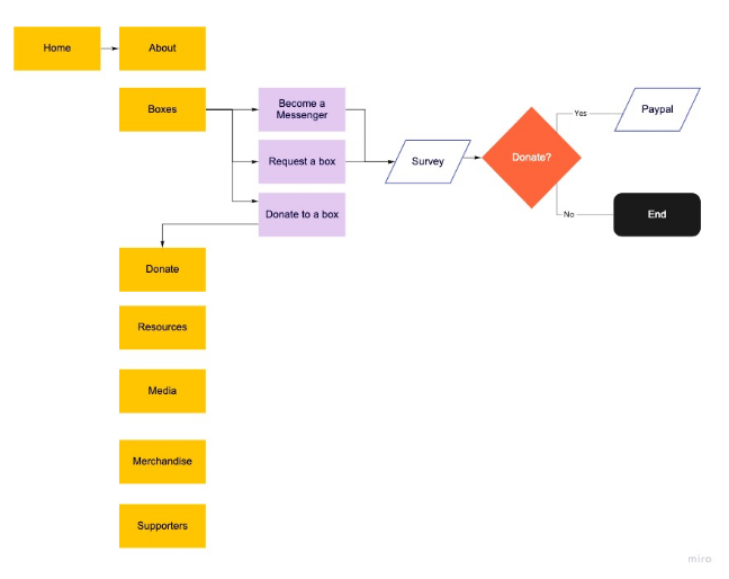 Home
About
Boxes
Become a
Messenger
Request a box
Donate to a box
Survey
Donate?
Yes
Paypal
No
End
Donate
Resources
Media
Merchandise
Supporters
miro